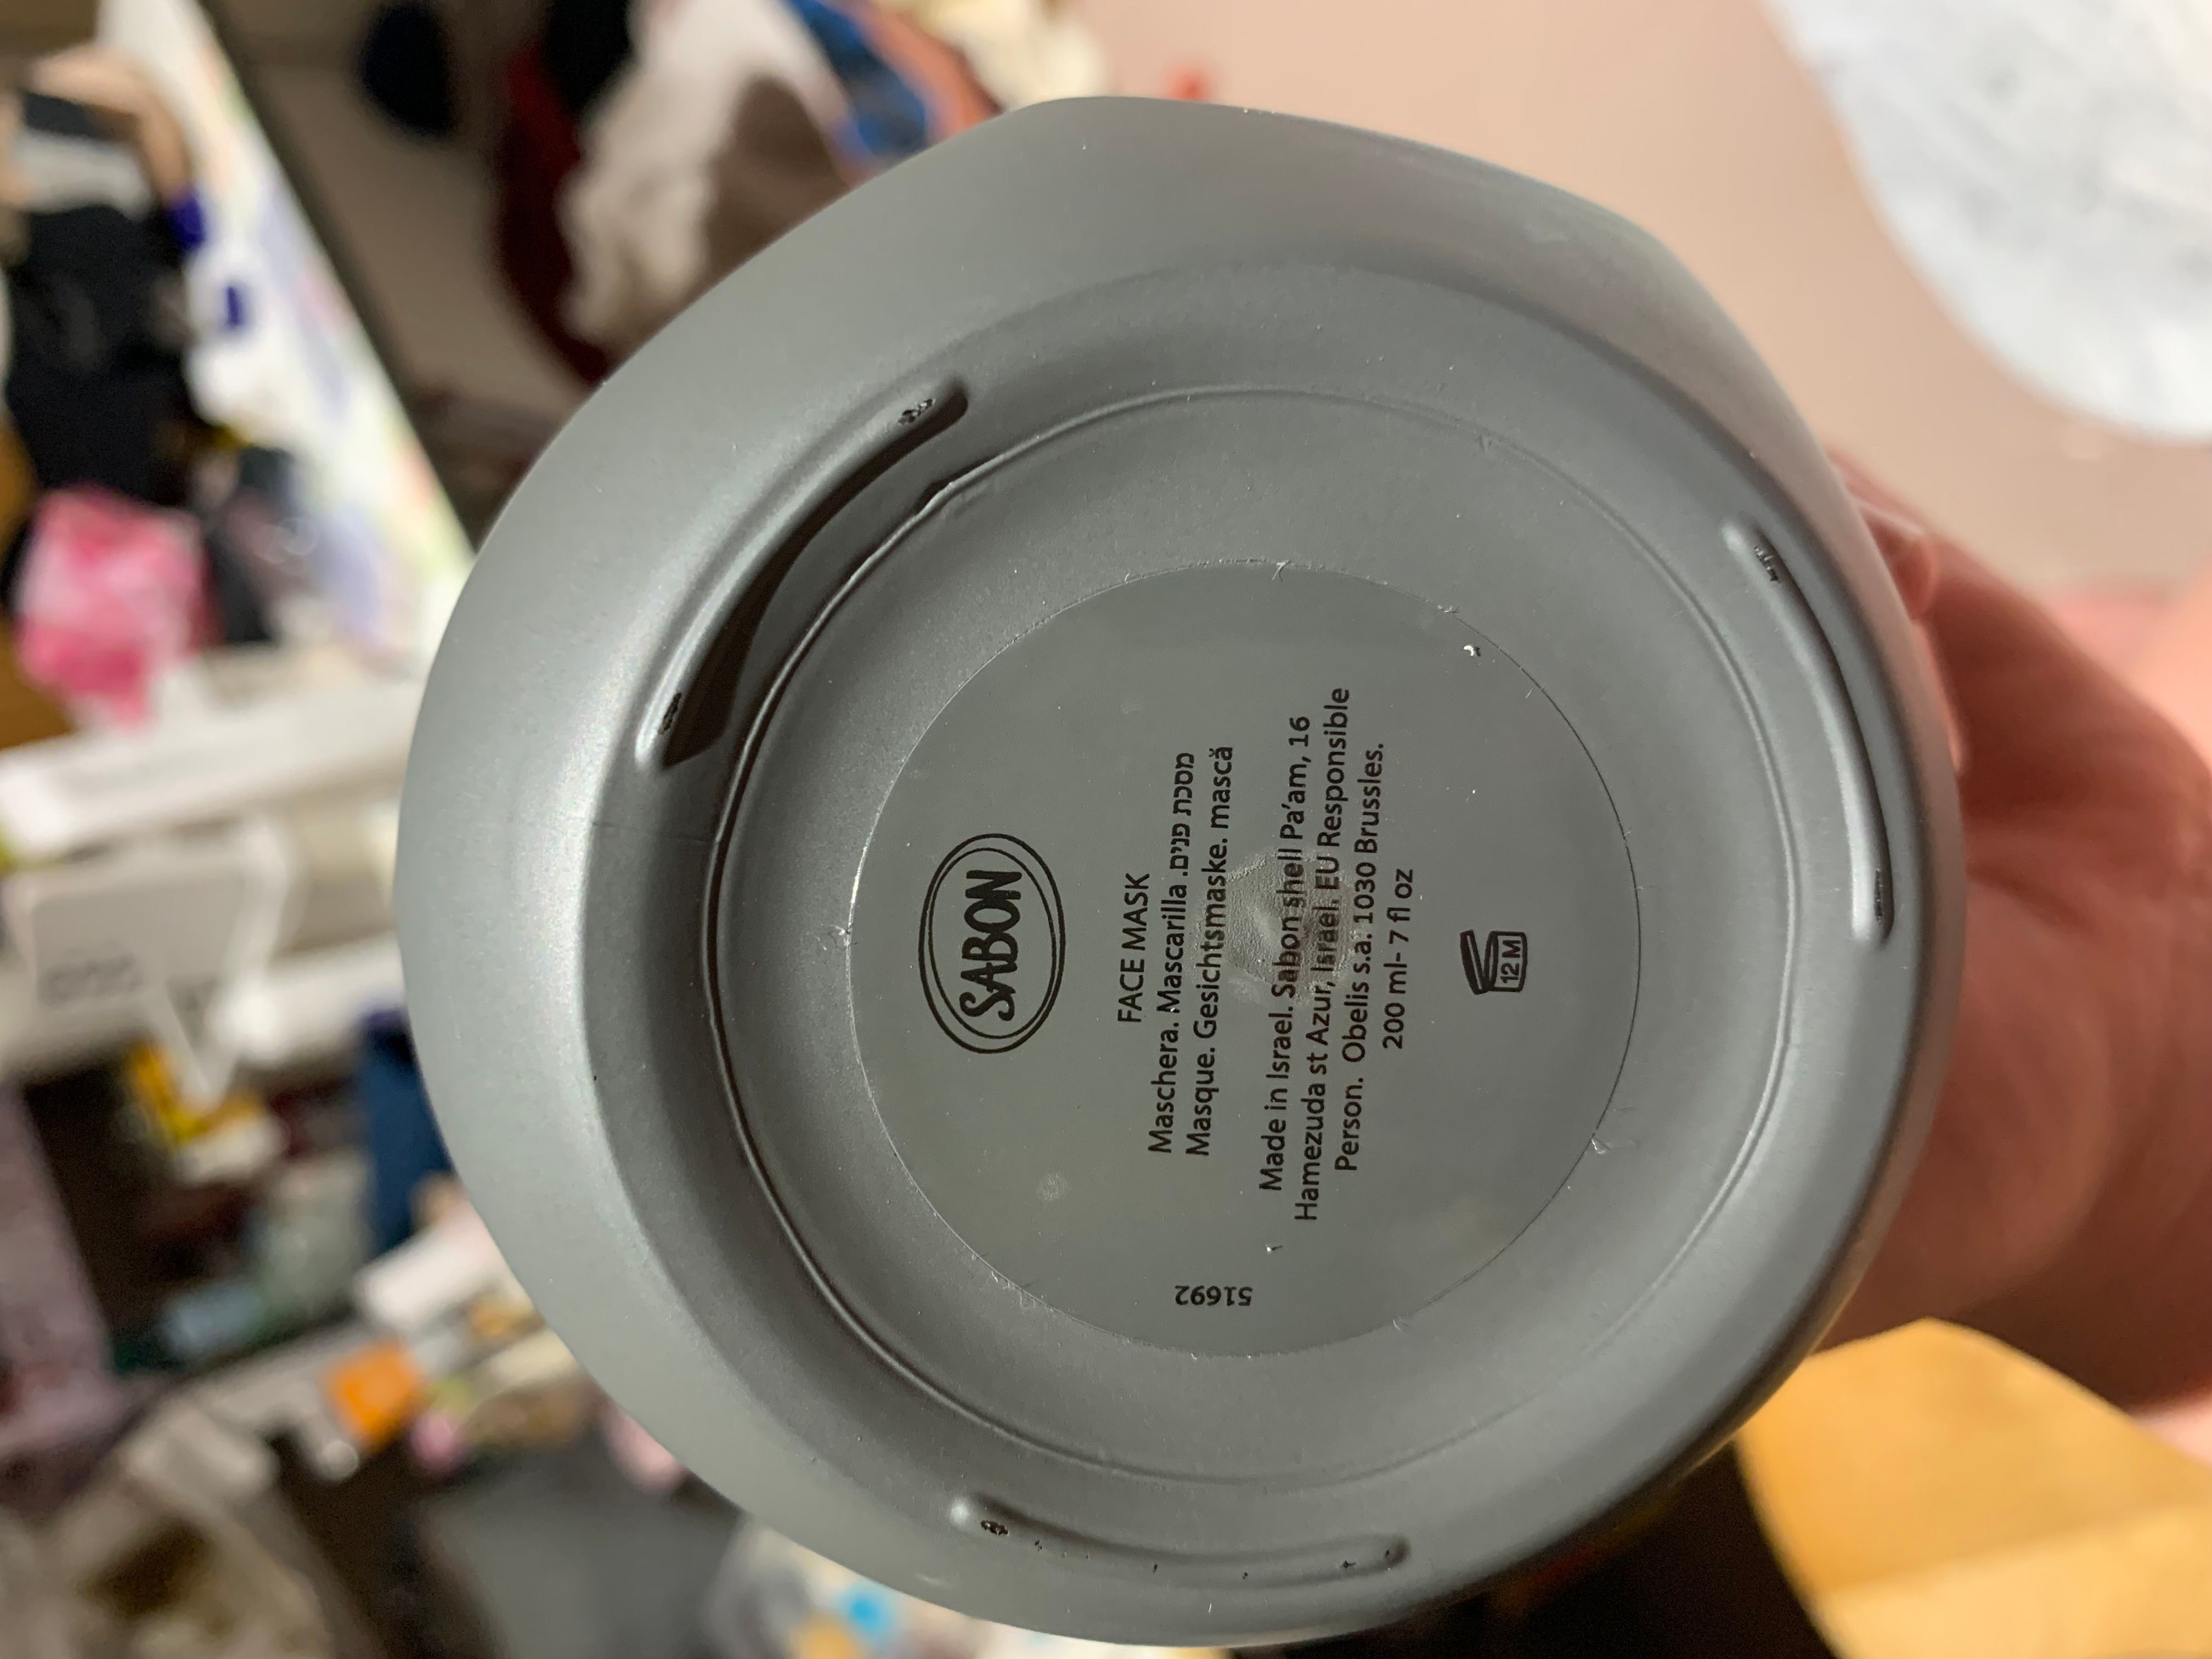 SABON
FACE MASK
Maschera. Mascarilla .מסכת פנים
Masque. Gesichtsmaske. mască
Made in Israel. Sabon shell Pa'am, 16
Hamezuda st Azur, Israel. EU Responsible
Person. Obelis s.a. 1030 Brussles.
200 ml- 7 fl oz
12M
51692